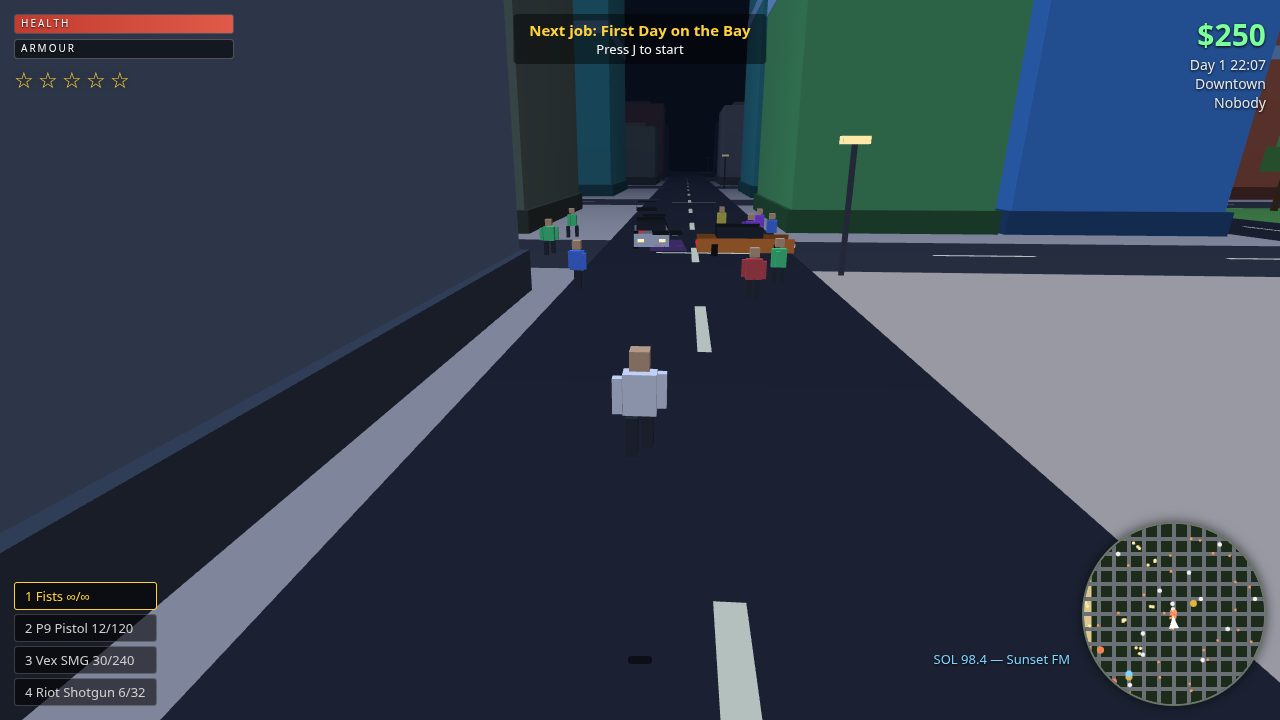 HEALTH
ARMOUR
☆ ☆ ☆ ☆ ☆
Next job: First Day on the Bay
Press J to start
$250
Day 1 22:07
Downtown
Nobody
1 Fists ∞/∞
2 P9 Pistol 12/120
3 Vex SMG 30/240
4 Riot Shotgun 6/32
SOL 98.4 — Sunset FM